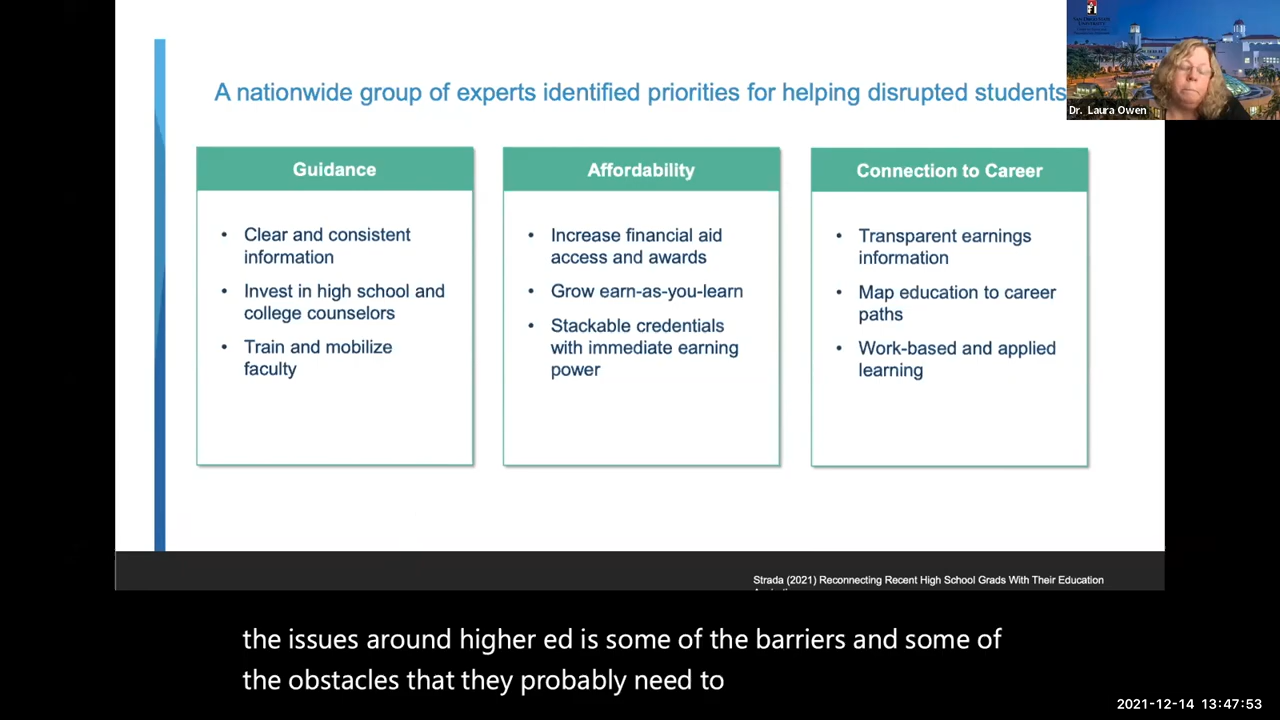 A nationwide group of experts identified priorities for helping disrupted students
Dr. Laura Owen
Guidance
• Clear and consistent
information
• Invest in high school and
college counselors
• Train and mobilize
faculty
Affordability
• Increase financial aid
access and awards
• Grow earn-as-you-learn
• Stackable credentials
with immediate earning
power
Connection to Career
• Transparent earnings
information
• Map education to career
paths
• Work-based and applied
learning
Strada (2021) Reconnecting Recent High School Grads With Their Education
the issues around higher ed is some of the barriers and some of
the obstacles that they probably need to
2021-12-14 13:47:53